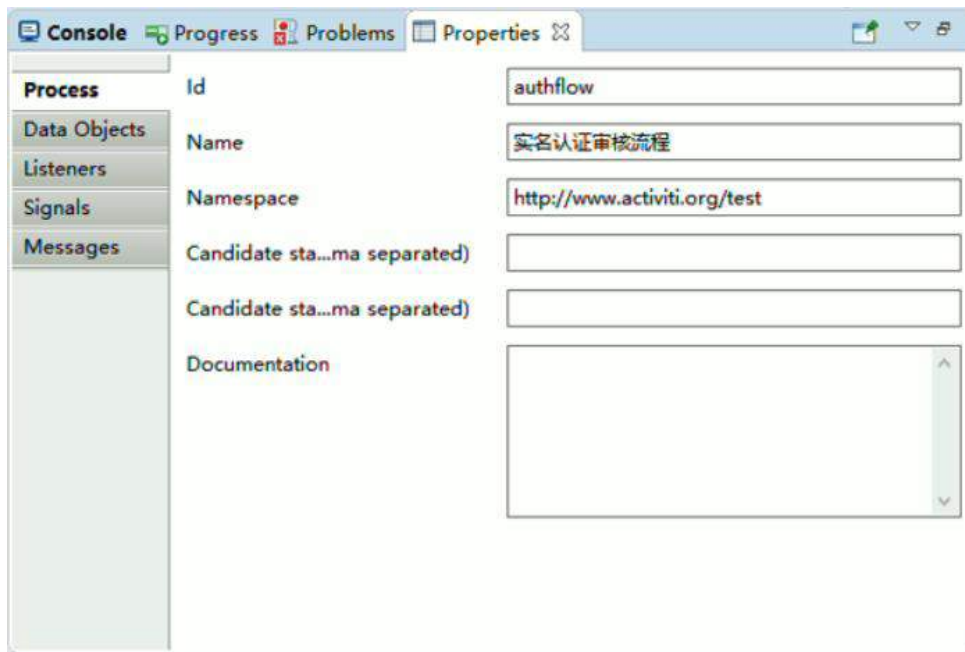 Console Progress Problems Properties
Process
Data Objects
Listeners
Signals
Messages
Id authflow
Name 实名认证审核流程
Namespace http://www.activiti.org/test
Candidate sta...ma separated)
Candidate sta...ma separated)
Documentation